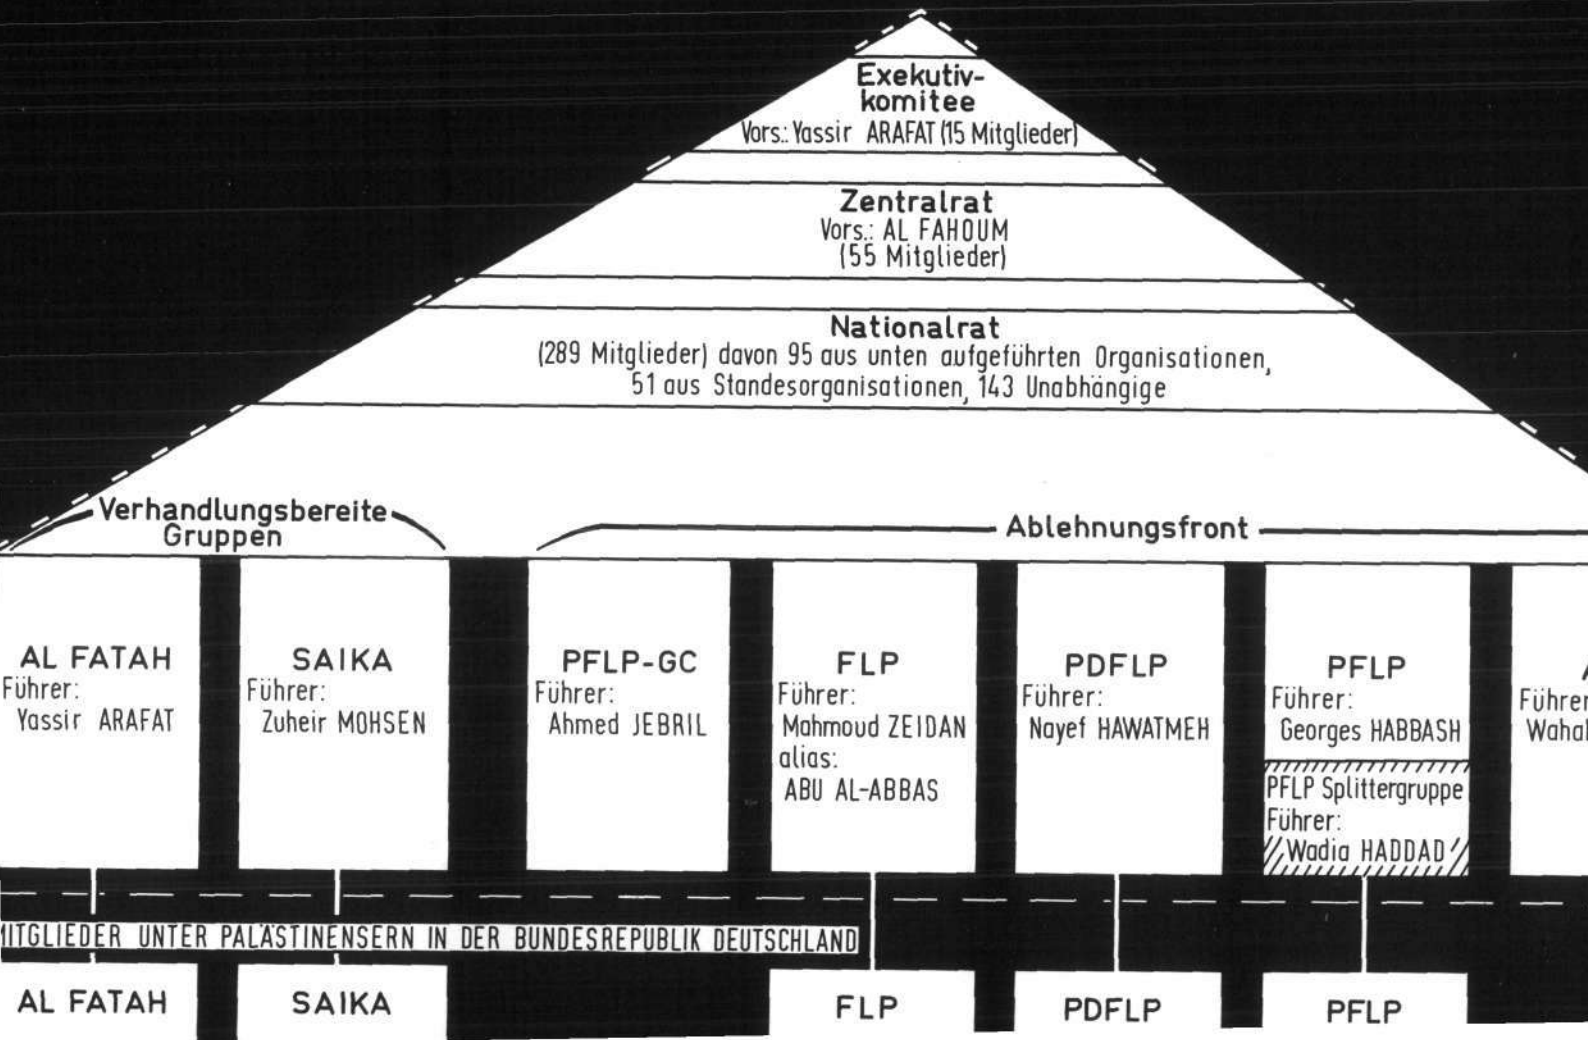 Exekutiv-
komitee
Vors.: Yassir ARAFAT (15 Mitglieder)
Zentralrat
Vors.: AL FAHOUM
(55 Mitglieder)
Nationalrat
(289 Mitglieder) davon 95 aus unten aufgeführten Organisationen,
51 aus Standesorganisationen, 143 Unabhängige
Verhandlungsbereite
Gruppen
Ablehnungsfront
AL FATAH
Führer:
Yassir ARAFAT
SAIKA
Führer:
Zuheir MOHSEN
PFLP-GC
Führer:
Ahmed JEBRIL
FLP
Führer:
Mahmoud ZEIDAN
alias:
ABU AL-ABBAS
PDFLP
Führer:
Nayef HAWATMEH
PFLP
Führer:
Georges HABBASH
PFLP Splittergruppe
Führer:
Wadia HADDAD
Führer
MITGLIEDER UNTER PALÄSTINENSERN IN DER BUNDESREPUBLIK DEUTSCHLAND
AL FATAH
SAIKA
FLP
PDFLP
PFLP